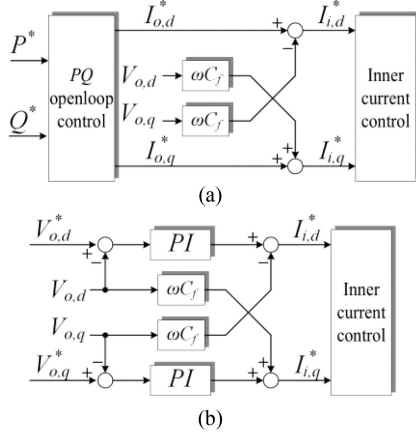 P* Q*
PQ openloop control
I*o,d
Vo,d ωCf
Vo,q ωCf
I*o,q
+ − + +
I*i,d
I*i,q
Inner current control
(a)
V*o,d + − PI + − I*i,d
Vo,d ωCf
Vo,q ωCf
V*o,q + − PI + + I*i,q
Inner current control
(b)